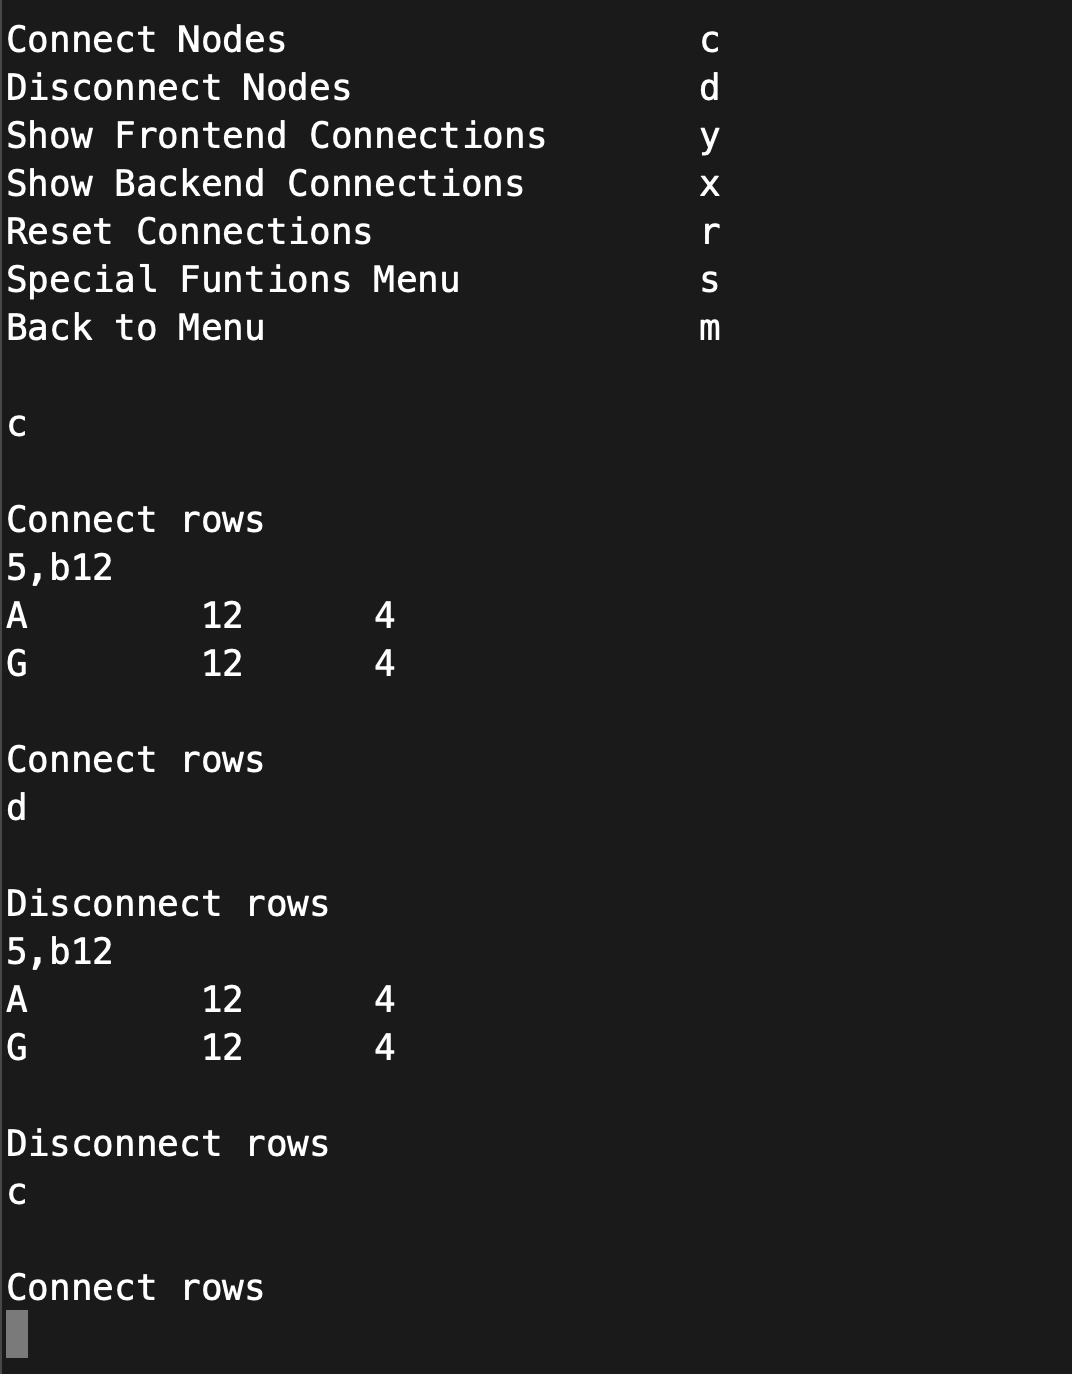 Connect Nodes c
Disconnect Nodes d
Show Frontend Connections y
Show Backend Connections x
Reset Connections r
Special Funtions Menu s
Back to Menu m
c
Connect rows
5,b12
A 12 4
G 12 4
Connect rows
d
Disconnect rows
5,b12
A 12 4
G 12 4
Disconnect rows
c
Connect rows